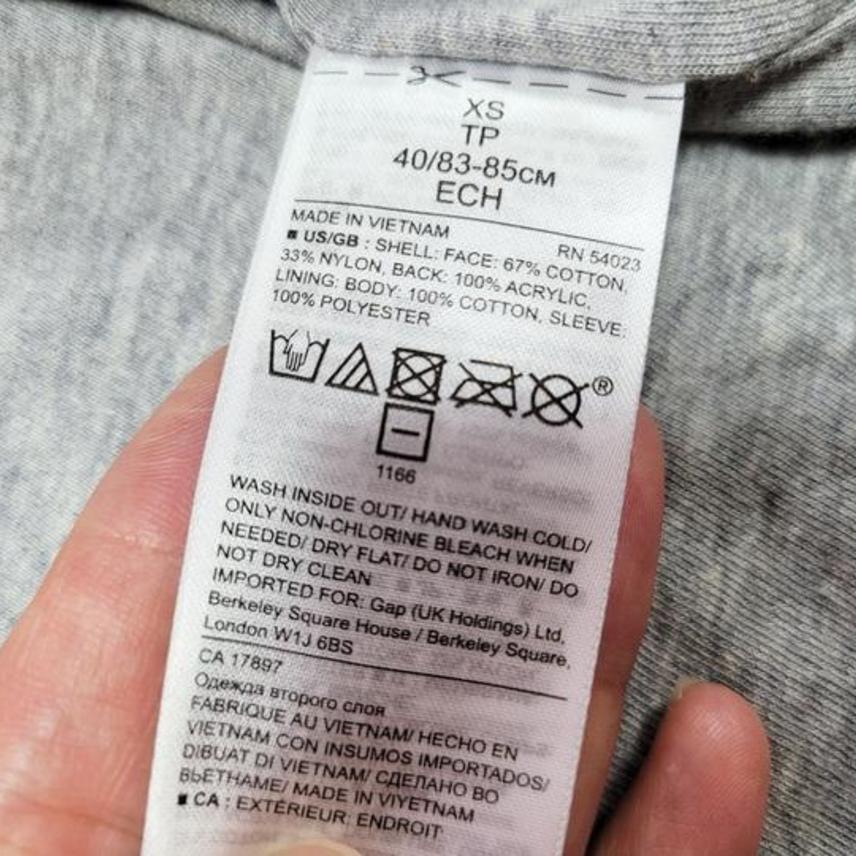 XS
TP
40/83-85CM
ECH
MADE IN VIETNAM
RN 54023
■ US/GB : SHELL: FACE: 67% COTTON,
33% NYLON, BACK: 100% ACRYLIC,
LINING: BODY: 100% COTTON, SLEEVE:
100% POLYESTER
®
1166
WASH INSIDE OUT/ HAND WASH COLD/
ONLY NON-CHLORINE BLEACH WHEN
NEEDED/ DRY FLAT/ DO NOT IRON/ DO
NOT DRY CLEAN
IMPORTED FOR: Gap (UK Holdings) Ltd,
Berkeley Square House / Berkeley Square,
London W1J 6BS
CA 17897
Одежда второго слоя
FABRIQUÉ AU VIETNAM/ HECHO EN
VIETNAM CON INSUMOS IMPORTADOS/
DIBUAT DI VIETNAM/ СДЕЛАНО ВО
ВЬЕТНАМЕ/ MADE IN VIYETNAM
■ CA : EXTÉRIEUR: ENDROIT